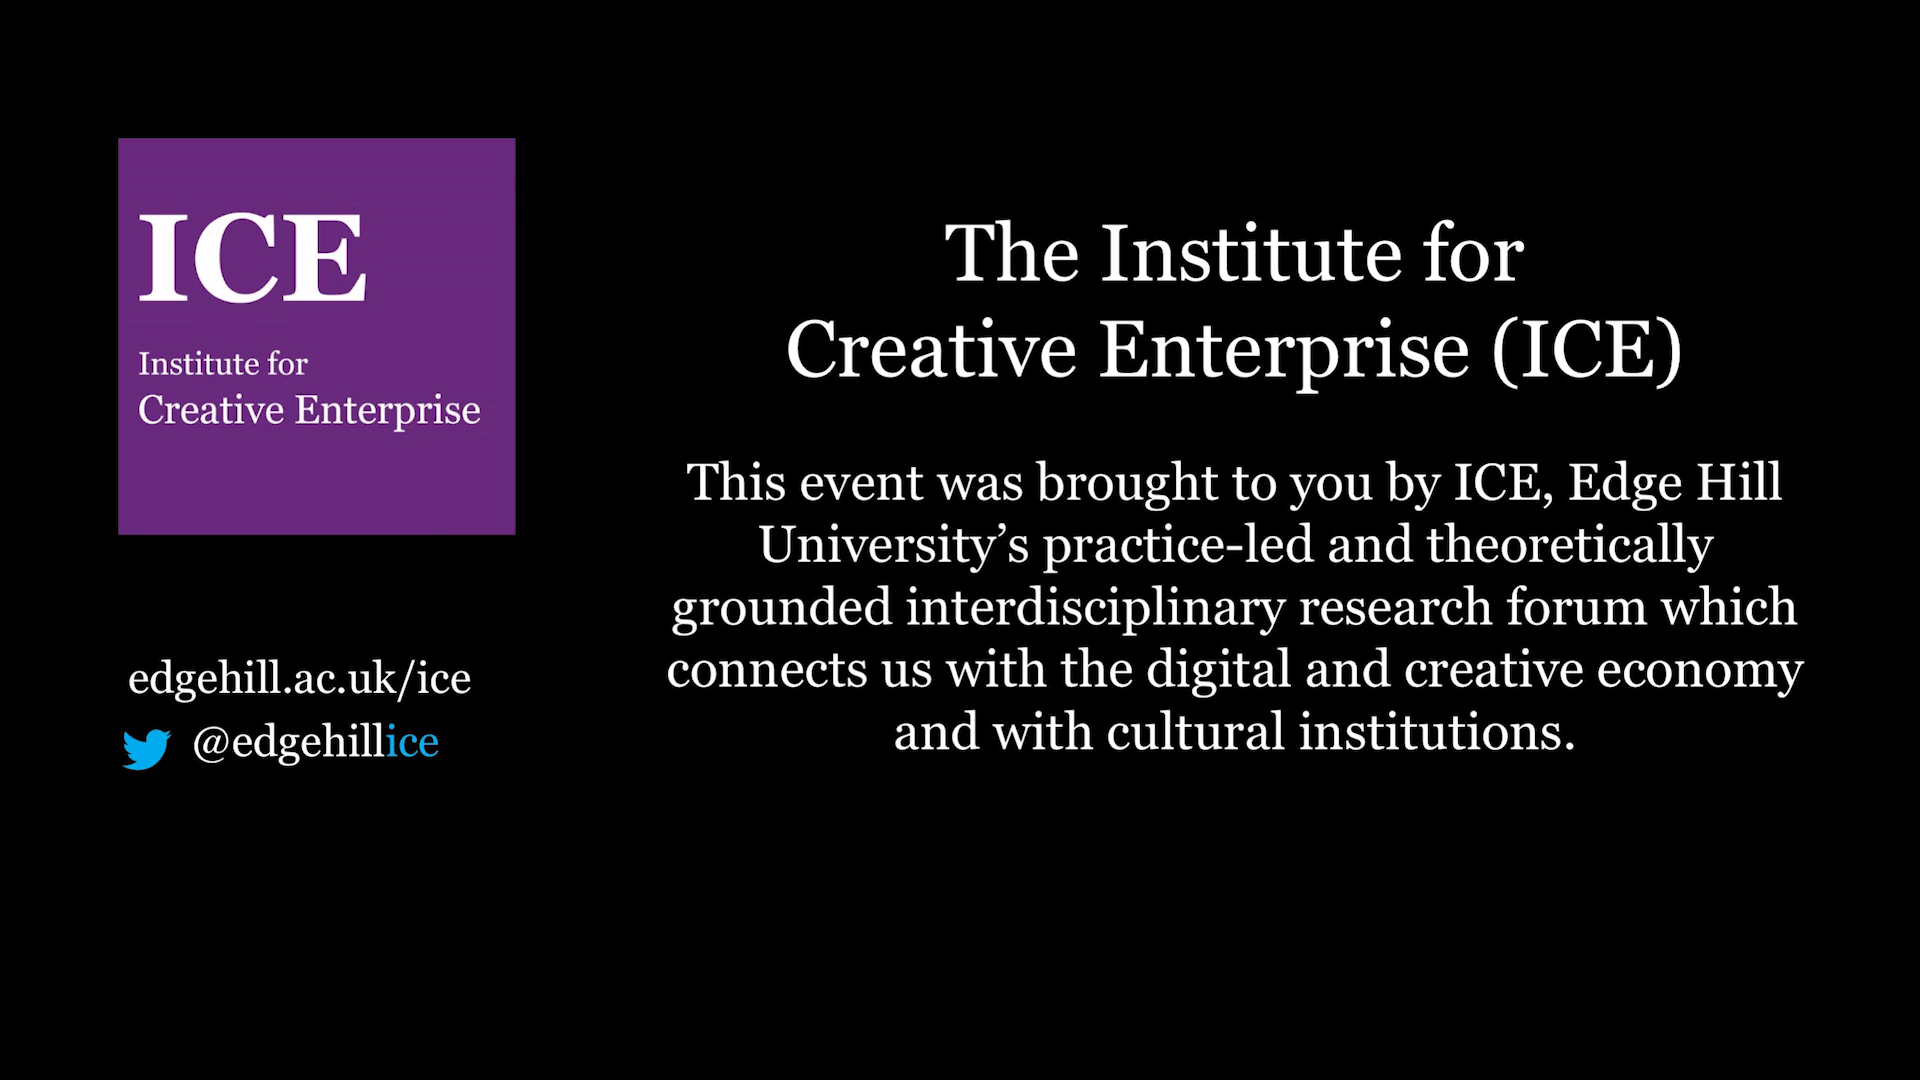 ICE
Institute for
Creative Enterprise
edgehill.ac.uk/ice
@edgehillice
The Institute for
Creative Enterprise (ICE)
This event was brought to you by ICE, Edge Hill
University’s practice-led and theoretically
grounded interdisciplinary research forum which
connects us with the digital and creative economy
and with cultural institutions.